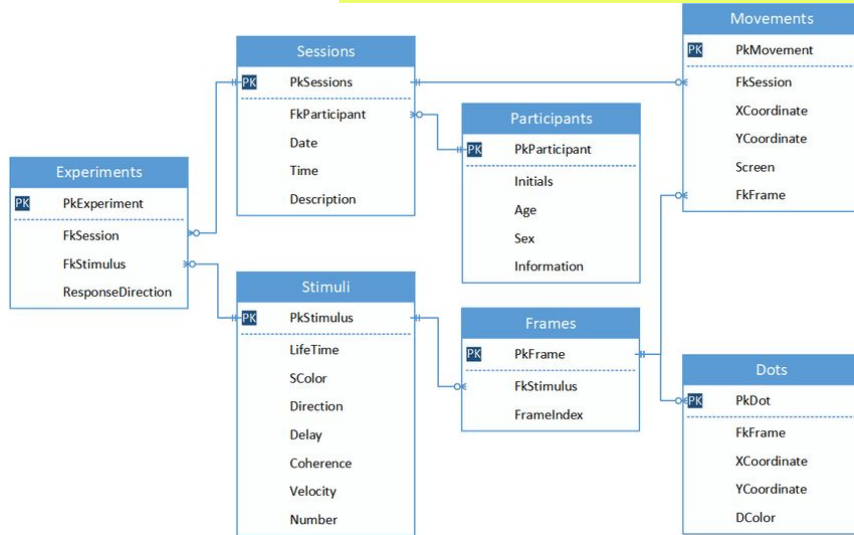 Experiments
PK PkExperiment
FkSession
FkStimulus
ResponseDirection
Sessions
PK PkSessions
FkParticipant
Date
Time
Description
Stimuli
PK PkStimulus
LifeTime
SColor
Direction
Delay
Coherence
Velocity
Number
Participants
PK PkParticipant
Initials
Age
Sex
Information
Frames
PK PkFrame
FkStimulus
FrameIndex
Movements
PK PkMovement
FkSession
XCoordinate
YCoordinate
Screen
FkFrame
Dots
PK PkDot
FkFrame
XCoordinate
YCoordinate
DColor